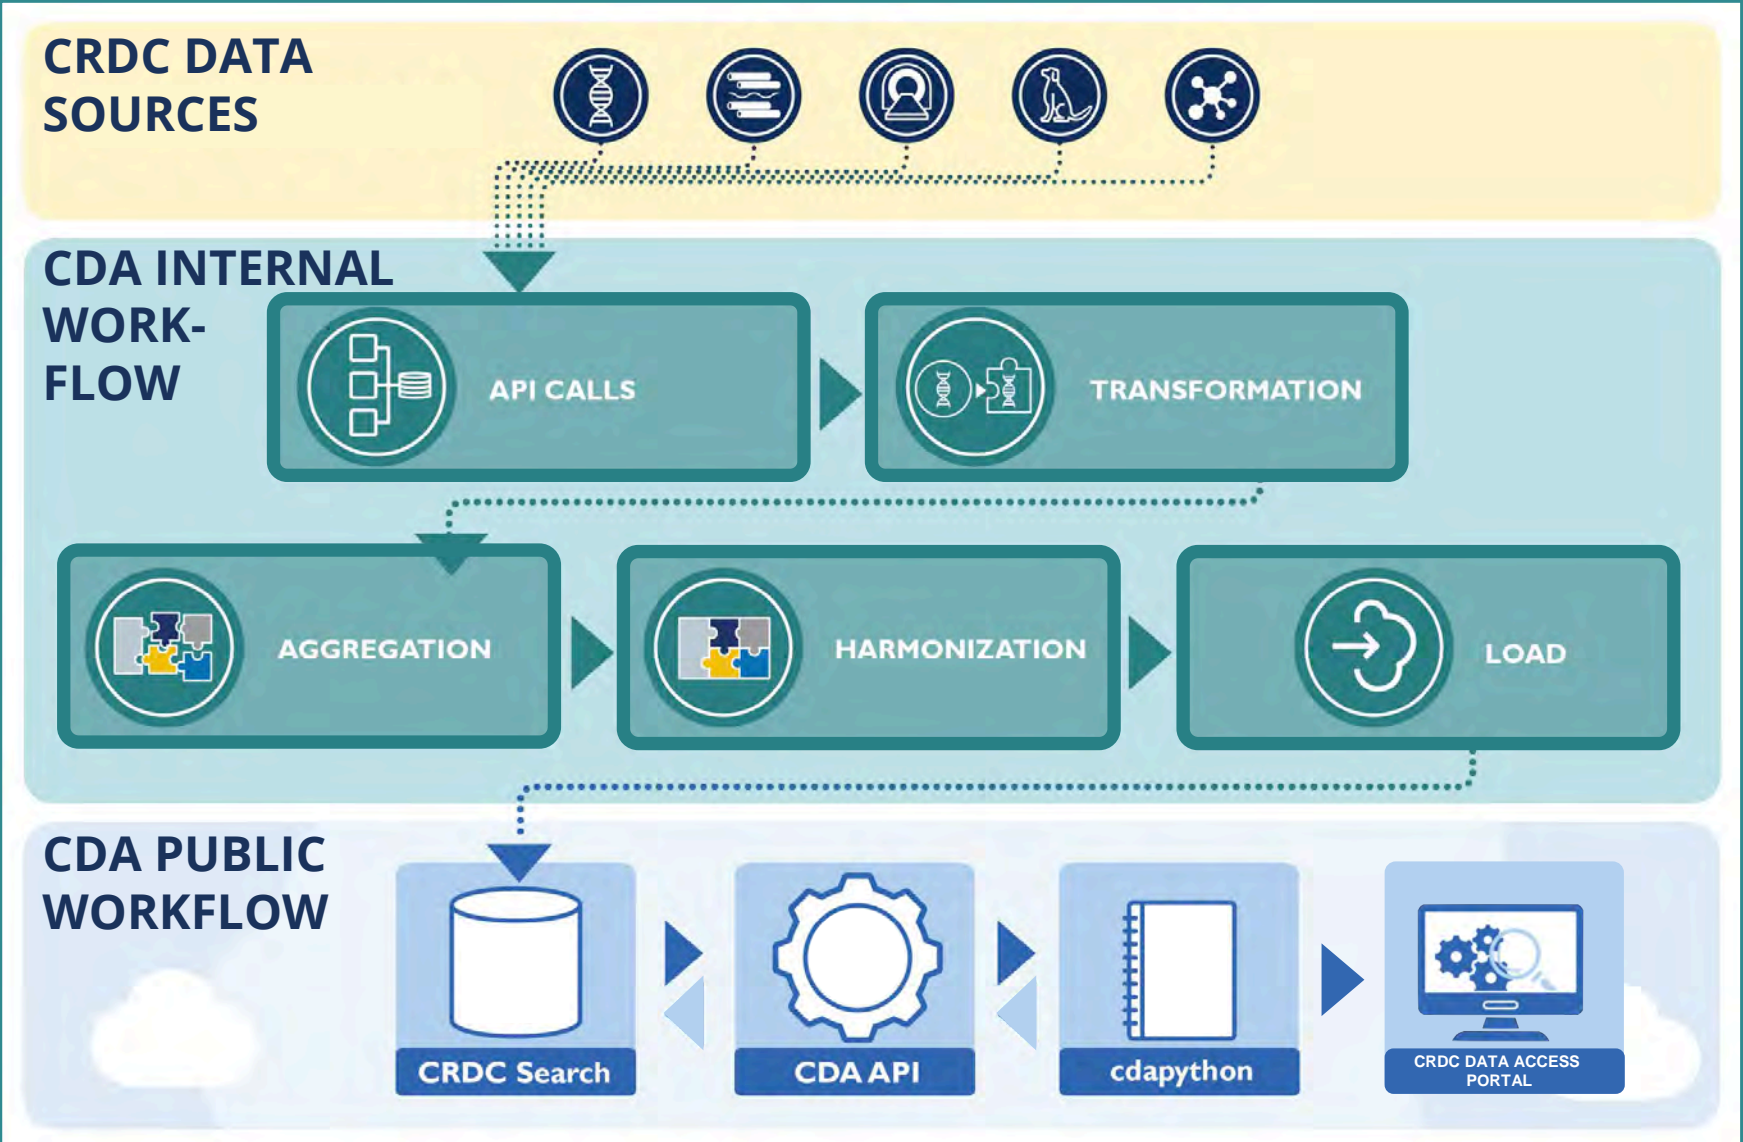 CRDC DATA
SOURCES
CDA INTERNAL
WORK-
FLOW
API CALLS
TRANSFORMATION
AGGREGATION
HARMONIZATION
LOAD
CDA PUBLIC
WORKFLOW
CRDC Search
CDA API
cdapython
CRDC DATA ACCESS
PORTAL